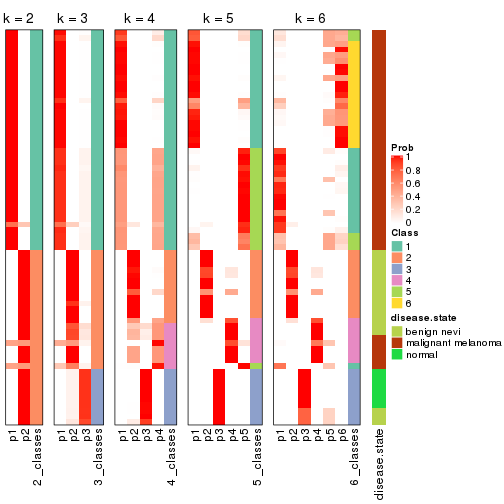 k = 2 k = 3 k = 4 k = 5 k = 6
Prob
1
0.8
0.6
0.4
0.2
0
Class
1
2
3
4
5
6
disease.state
benign nevi
malignant melanoma
normal
p1 p2 2_classes p1 p2 p3 3_classes p1 p2 p3 p4 4_classes p1 p2 p3 p4 p5 5_classes p1 p2 p3 p4 p5 p6 6_classes disease.state